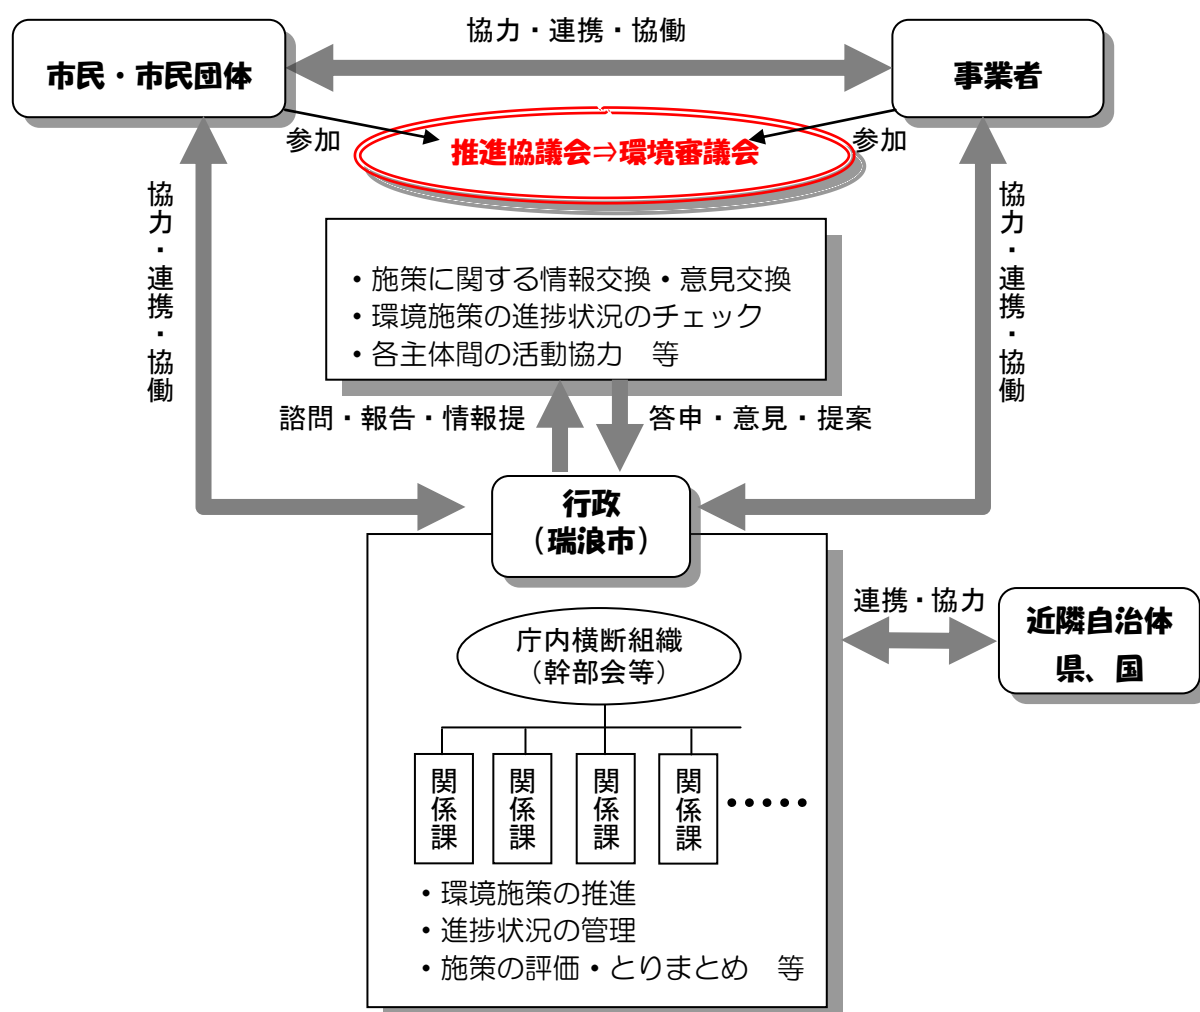 協力・連携・協働
市民・市民団体
事業者
参加
推進協議会⇒環境審議会
参加
協力・連携・協働
協力・連携・協働
・施策に関する情報交換・意見交換
・環境施策の進捗状況のチェック
・各主体間の活動協力　等
諮問・報告・情報提
答申・意見・提案
行政
（瑞浪市）
連携・協力
近隣自治体
県、国
庁内横断組織
（幹部会等）
関係課
関係課
関係課
関係課
・・・・・
・環境施策の推進
・進捗状況の管理
・施策の評価・とりまとめ　等